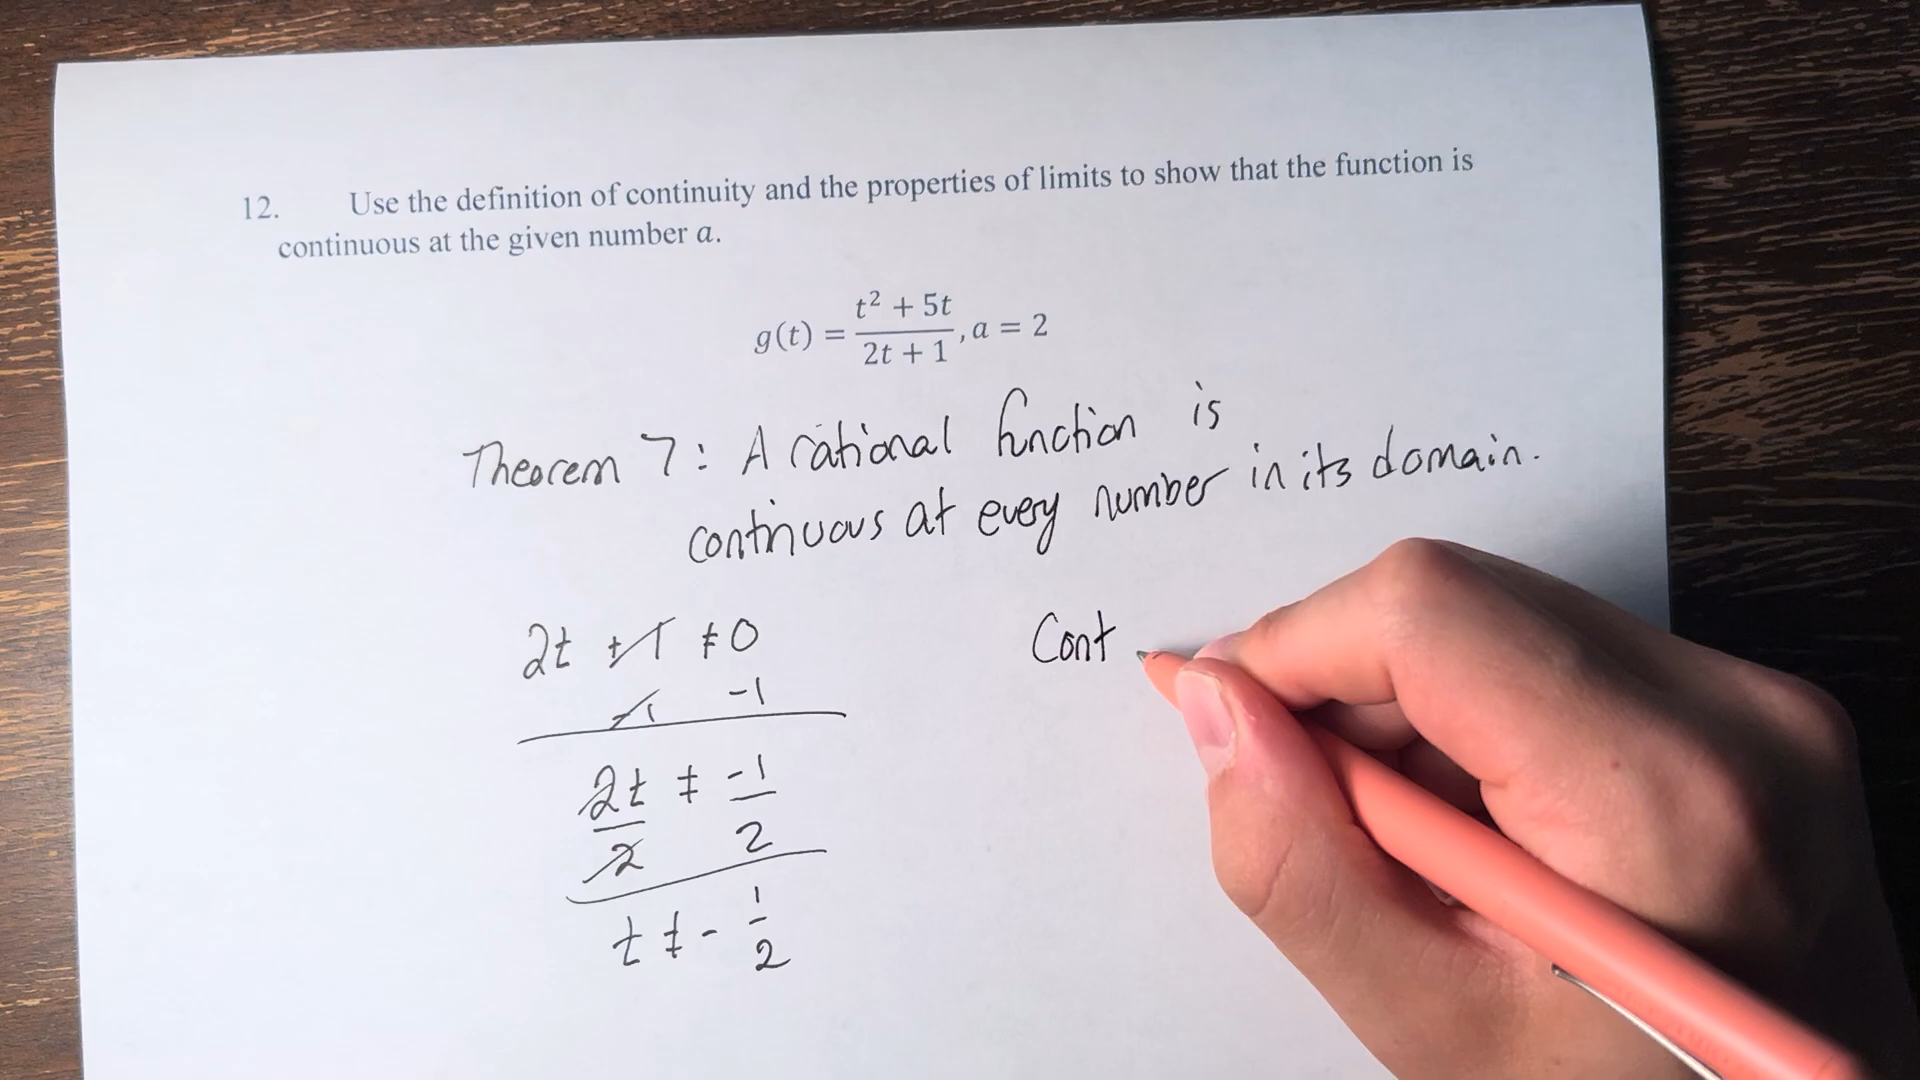 12. Use the definition of continuity and the properties of limits to show that the function is
continuous at the given number a.
g(t) = (t² + 5t)/(2t + 1), a = 2
Theorem 7: A rational function is
continuous at every number in its domain.
2t + 1 ≠ 0
-1 -1
2t/2 ≠ -1/2
t ≠ - 1/2
Cont